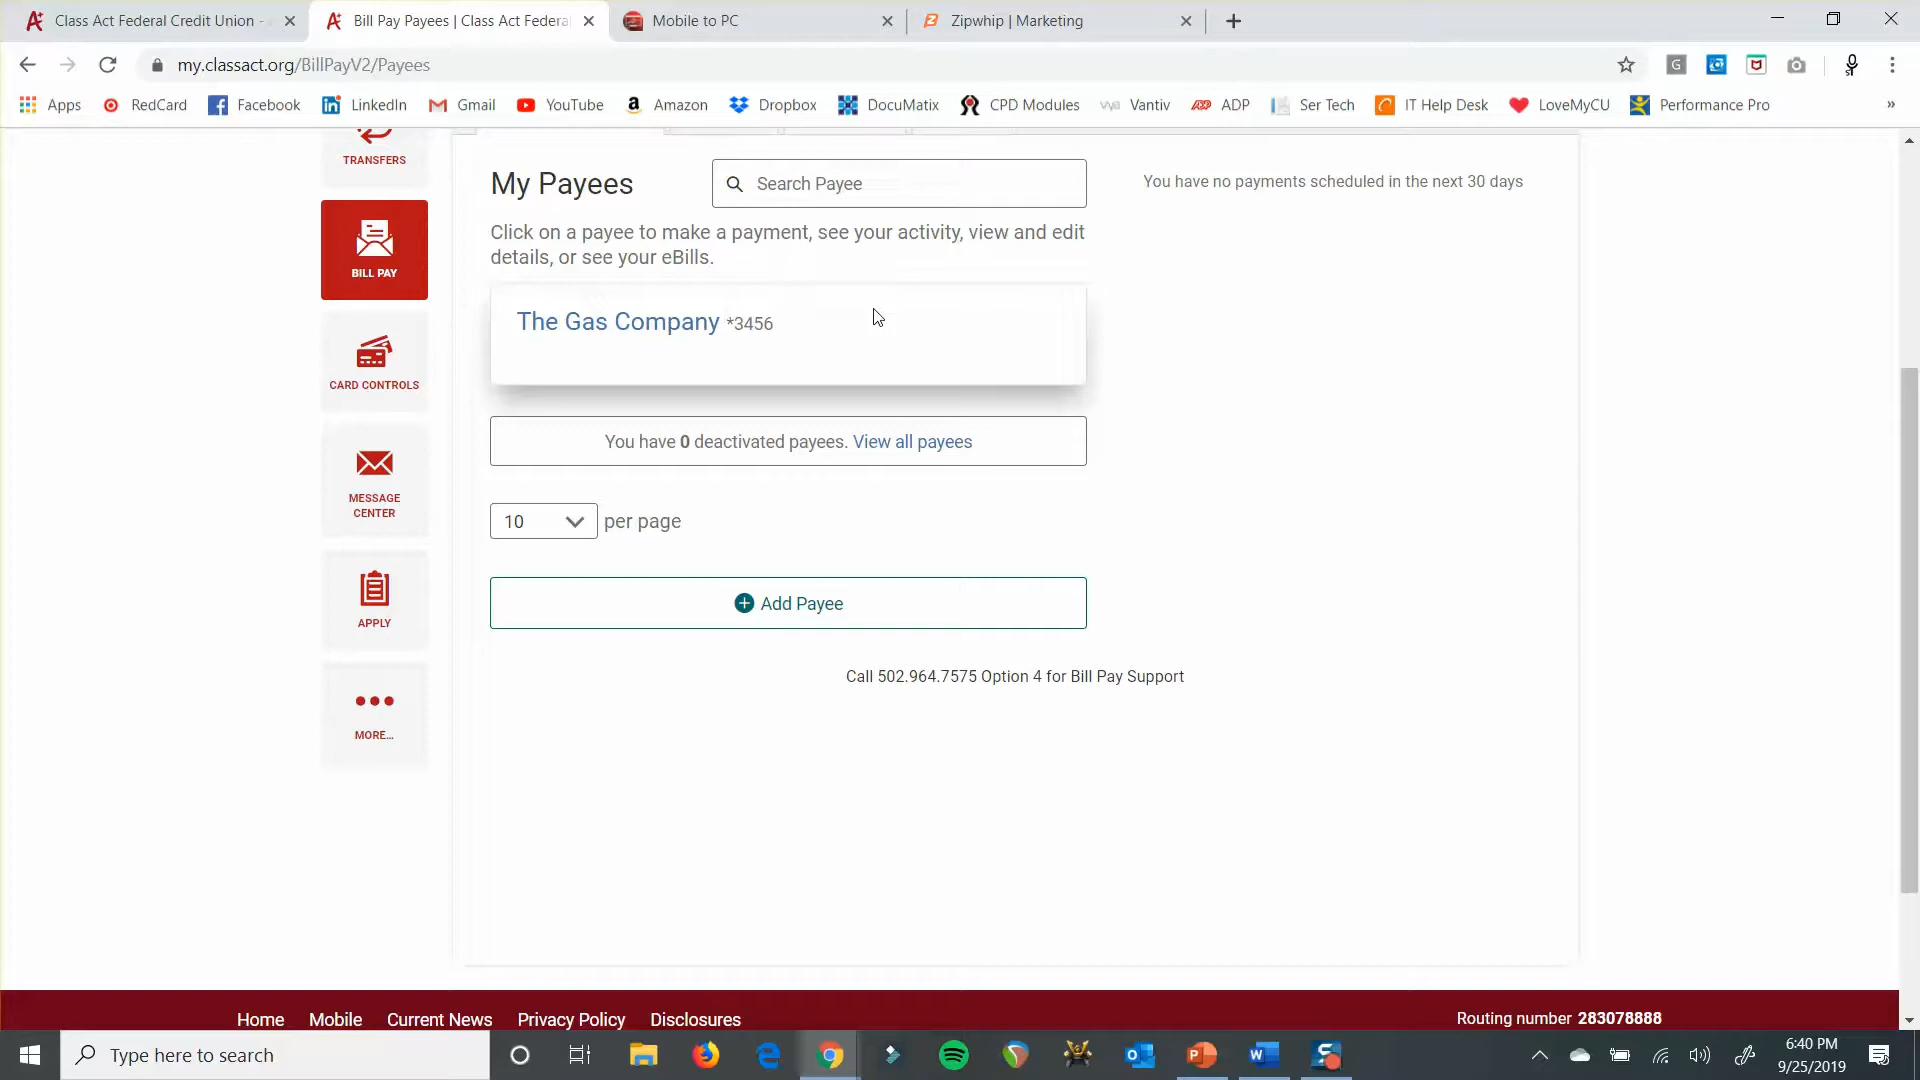 Class Act Federal Credit Union -
Bill Pay Payees | Class Act Federa
Mobile to PC
Zipwhip | Marketing
my.classact.org/BillPayV2/Payees
Apps
RedCard
Facebook
LinkedIn
Gmail
YouTube
Amazon
Dropbox
DocuMatix
CPD Modules
Vantiv
ADP
Ser Tech
IT Help Desk
LoveMyCU
Performance Pro
»
TRANSFERS
BILL PAY
CARD CONTROLS
MESSAGE
CENTER
APPLY
MORE...
My Payees
Search Payee
Click on a payee to make a payment, see your activity, view and edit
details, or see your eBills.
The Gas Company *3456
You have 0 deactivated payees. View all payees
10 per page
Add Payee
You have no payments scheduled in the next 30 days
Call 502.964.7575 Option 4 for Bill Pay Support
Home Mobile Current News Privacy Policy Disclosures
Routing number 283078888
Type here to search
6:40 PM
9/25/2019